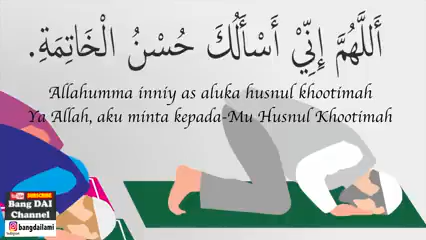 أَللَّهُمَّ إِنِّيْ أَسْأَلُكَ حُسْنُ الْخَاتِمَةِ.
Allahumma inniy as aluka husnul khootimah
Ya Allah, aku minta kepada-Mu Husnul Khootimah
SUBSCRIBE
Bang DAI
Channel
bangdailami